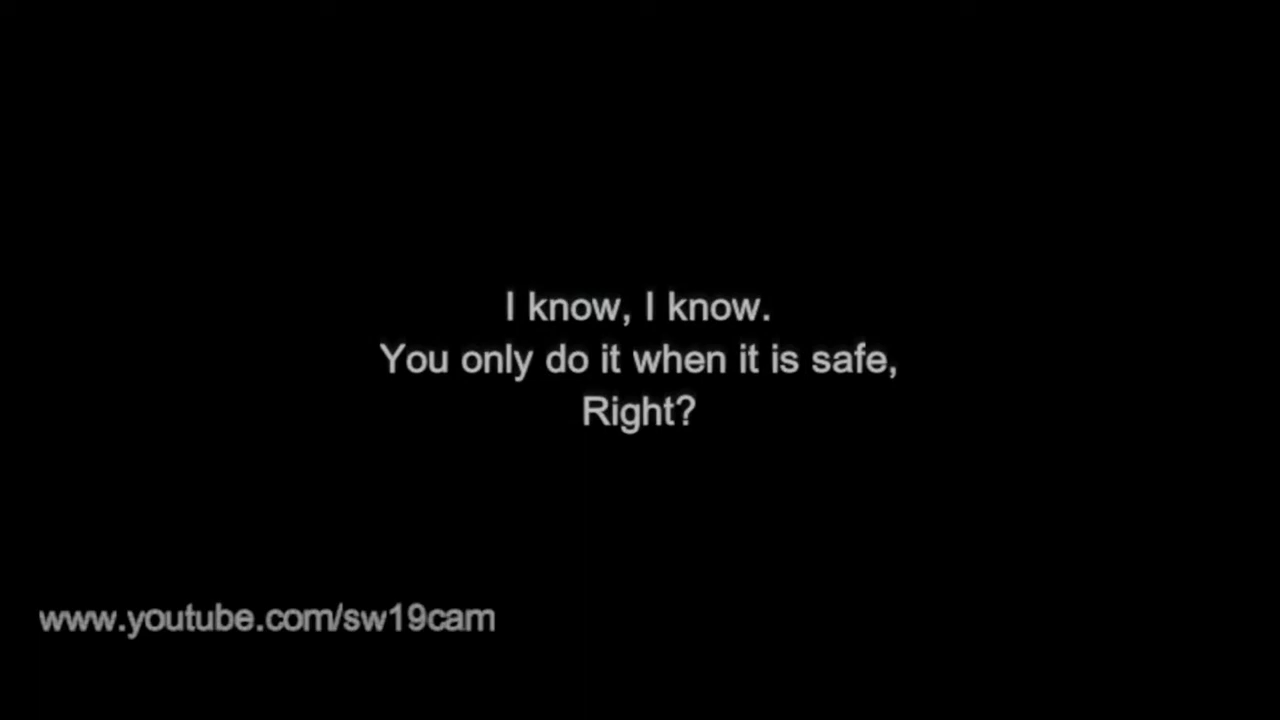 I know, I know.
You only do it when it is safe,
Right?
www.youtube.com/sw19cam